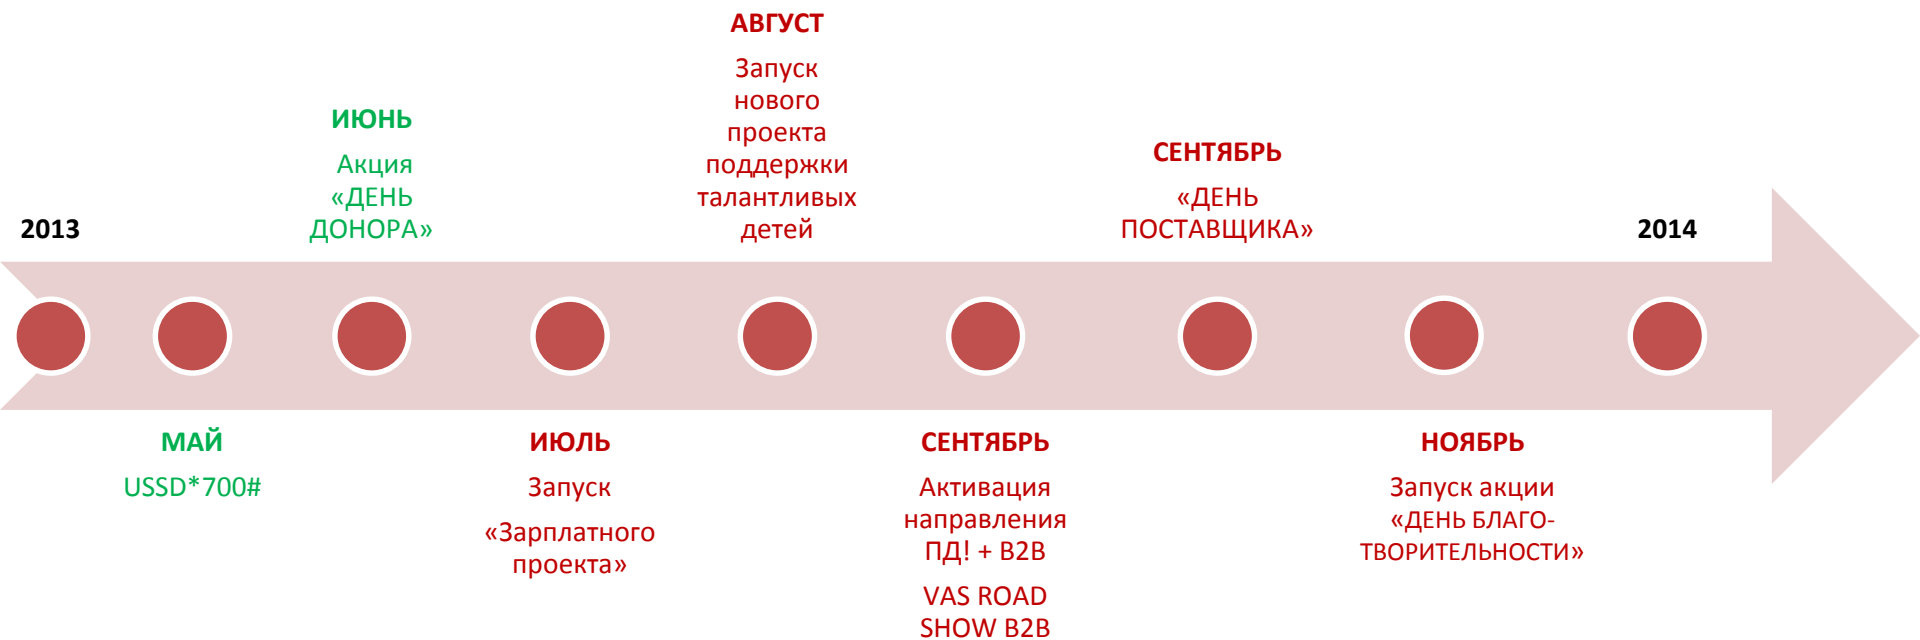 2013
МАЙ
USSD*700#
ИЮНЬ
Акция
«ДЕНЬ
ДОНОРА»
ИЮЛЬ
Запуск
«Зарплатного
проекта»
АВГУСТ
Запуск
нового
проекта
поддержки
талантливых
детей
СЕНТЯБРЬ
Активация
направления
ПД! + B2B
VAS ROAD
SHOW B2B
СЕНТЯБРЬ
«ДЕНЬ
ПОСТАВЩИКА»
НОЯБРЬ
Запуск акции
«ДЕНЬ БЛАГО-
ТВОРИТЕЛЬНОСТИ»
2014